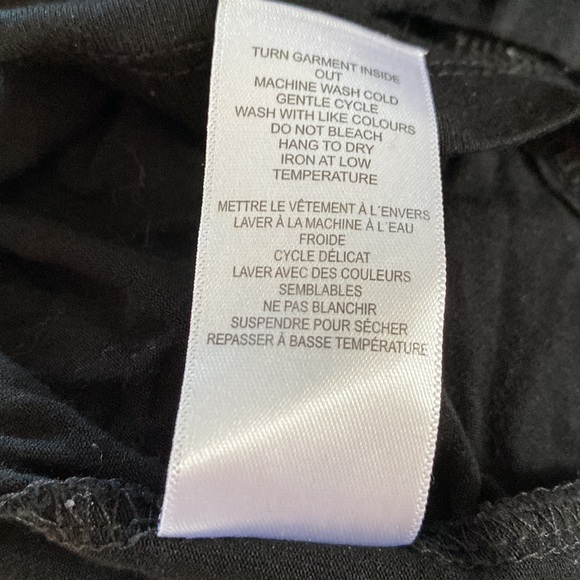 TURN GARMENT INSIDE
OUT
MACHINE WASH COLD
GENTLE CYCLE
WASH WITH LIKE COLOURS
DO NOT BLEACH
HANG TO DRY
IRON AT LOW
TEMPERATURE
METTRE LE VÊTEMENT À L'ENVERS
LAVER À LA MACHINE À L'EAU
FROIDE
CYCLE DÉLICAT
LAVER AVEC DES COULEURS
SEMBLABLES
NE PAS BLANCHIR
SUSPENDRE POUR SÉCHER
REPASSER À BASSE TEMPÉRATURE